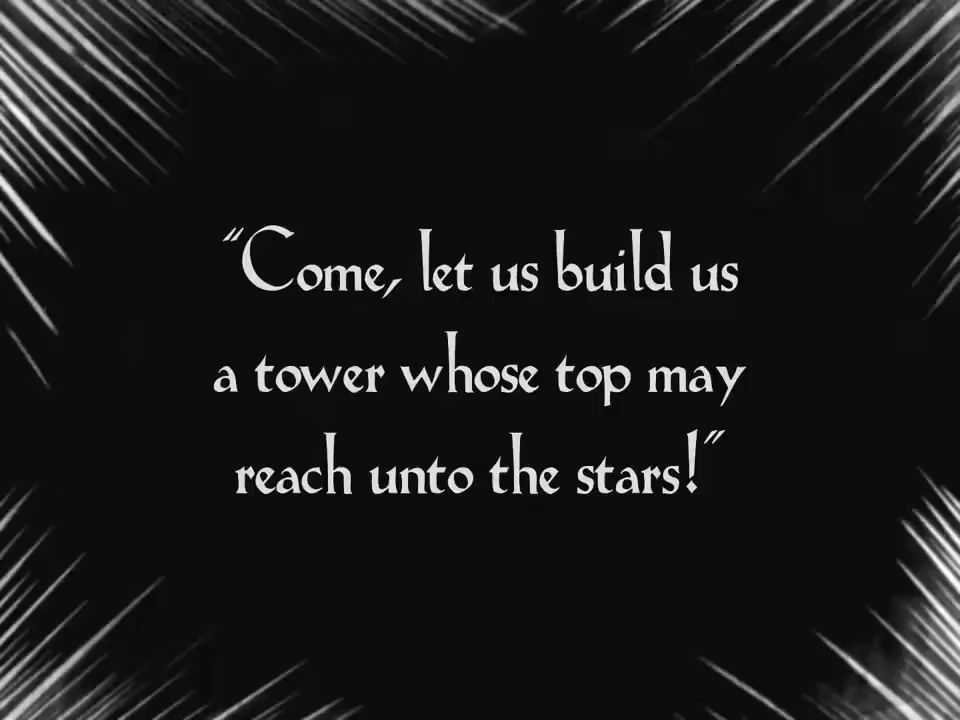 “Come, let us build us
a tower whose top may
reach unto the stars!”